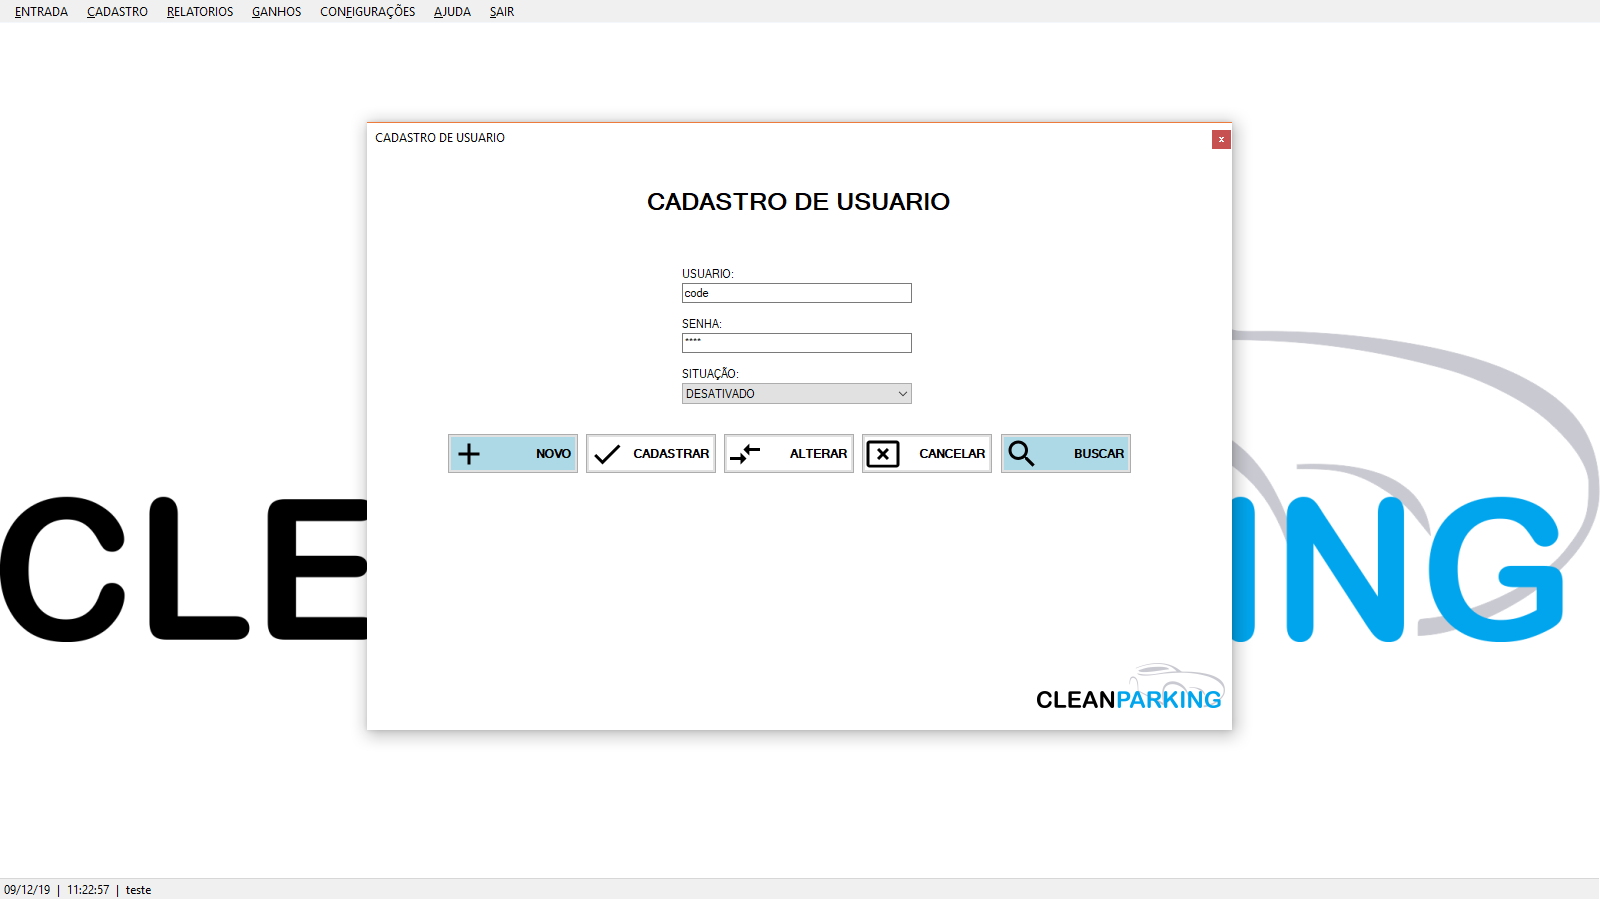 ENTRADA CADASTRO RELATORIOS GANHOS CONFIGURAÇÕES AJUDA SAIR
CADASTRO DE USUARIO x
CADASTRO DE USUARIO
USUARIO:
code
SENHA:
****
SITUAÇÃO:
DESATIVADO
NOVO CADASTRAR ALTERAR CANCELAR BUSCAR
CLE ING
CLEANPARKING
09/12/19 | 11:22:57 | teste